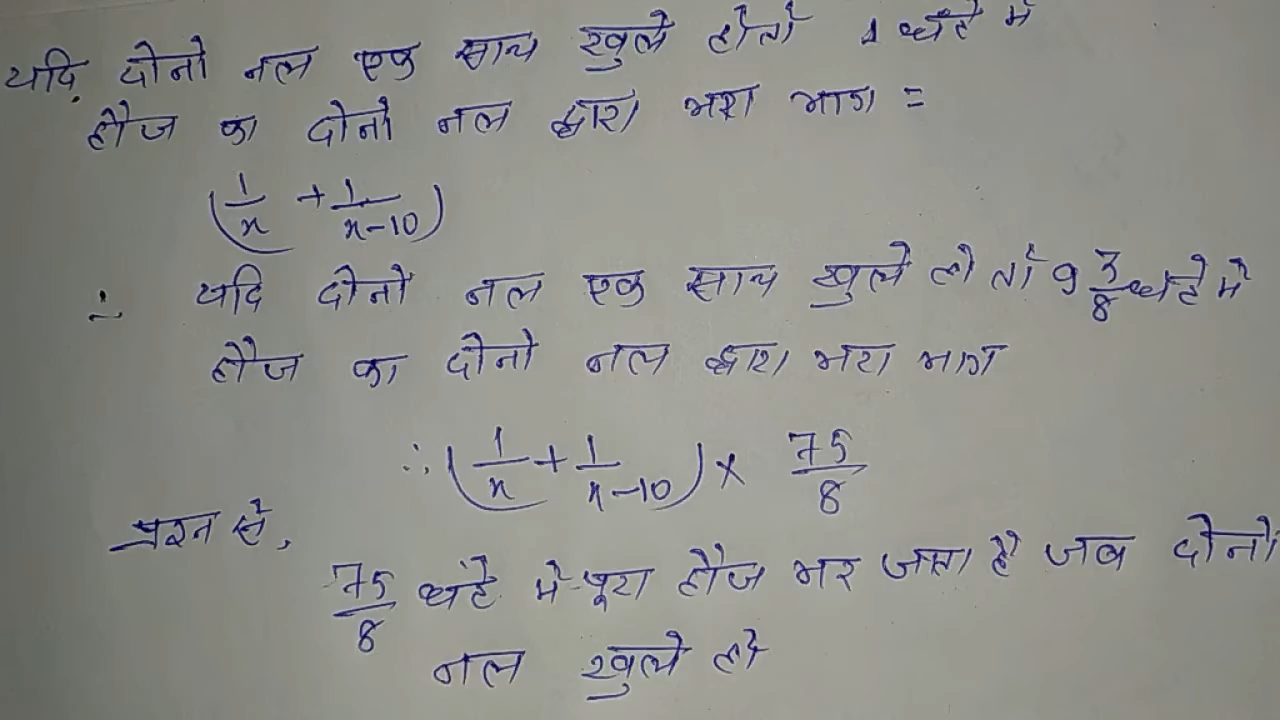 यदि दोनो नल एक साथ खुले हो तो 1 घंटे मे
हौज का दोनो नल द्वारा भरा भाग =
(1/x + 1/x-10)
∴ यदि दोनों नल एक साथ खुले हो तो 9 3/8 घंटे मे
हौज का दोनो नल द्वारा भरा भाग
∴ (1/x + 1/x-10) × 75/8
प्रश्न से,
75/8 घंटे मे पूरा हौज भर जाता है जब दोनों
नल खुले हो